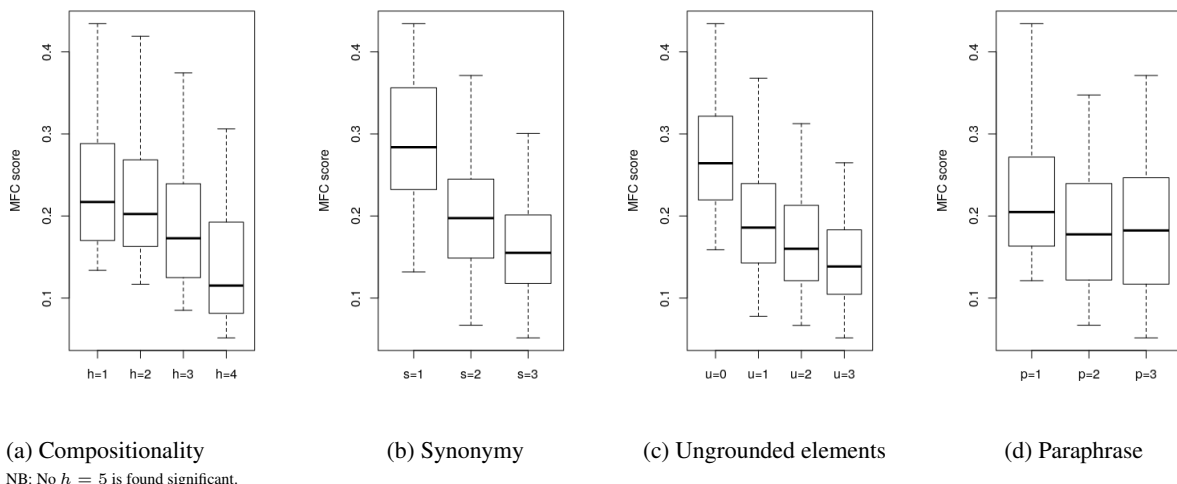 MFC score
0.1 0.2 0.3 0.4
h=1 h=2 h=3 h=4
MFC score
0.1 0.2 0.3 0.4
s=1 s=2 s=3
MFC score
0.1 0.2 0.3 0.4
u=0 u=1 u=2 u=3
MFC score
0.1 0.2 0.3 0.4
p=1 p=2 p=3
(a) Compositionality
NB: No h = 5 is found significant.
(b) Synonymy
(c) Ungrounded elements
(d) Paraphrase